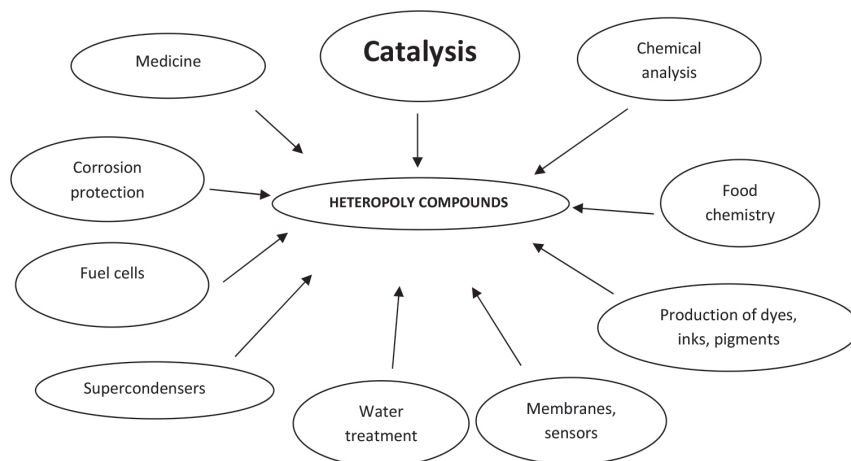 Catalysis
Medicine
Chemical
analysis
Corrosion
protection
HETEROPOLY COMPOUNDS
Food
chemistry
Fuel cells
Production of dyes,
inks, pigments
Supercondensers
Water
treatment
Membranes,
sensors